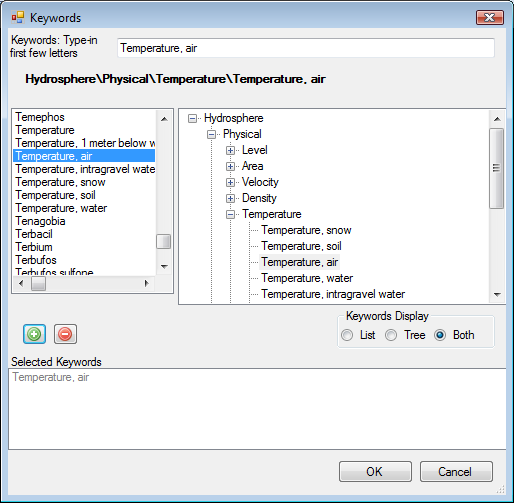 Keywords
Keywords: Type-in
first few letters
Temperature, air
Hydrosphere\Physical\Temperature\Temperature, air
Temephos
Temperature
Temperature, 1 meter below w
Temperature, air
Temperature, intragravel wate
Temperature, snow
Temperature, soil
Temperature, water
Tenagobia
Terbacil
Terbium
Terbufos
Terbufos sulfone
Hydrosphere
Physical
Level
Area
Velocity
Density
Temperature
Temperature, snow
Temperature, soil
Temperature, air
Temperature, water
Temperature, intragravel water
Keywords Display
List
Tree
Both
Selected Keywords
Temperature, air
OK
Cancel